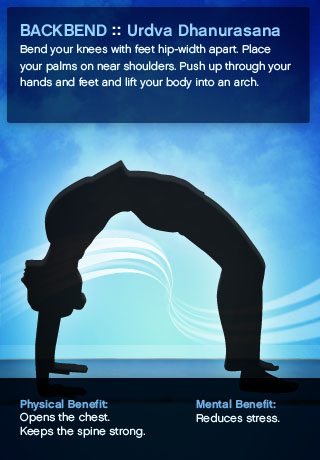 BACKBEND :: Urdva Dhanurasana
Bend your knees with feet hip-width apart. Place
your palms on near shoulders. Push up through your
hands and feet and lift your body into an arch.
Physical Benefit:
Opens the chest.
Keeps the spine strong.
Mental Benefit:
Reduces stress.